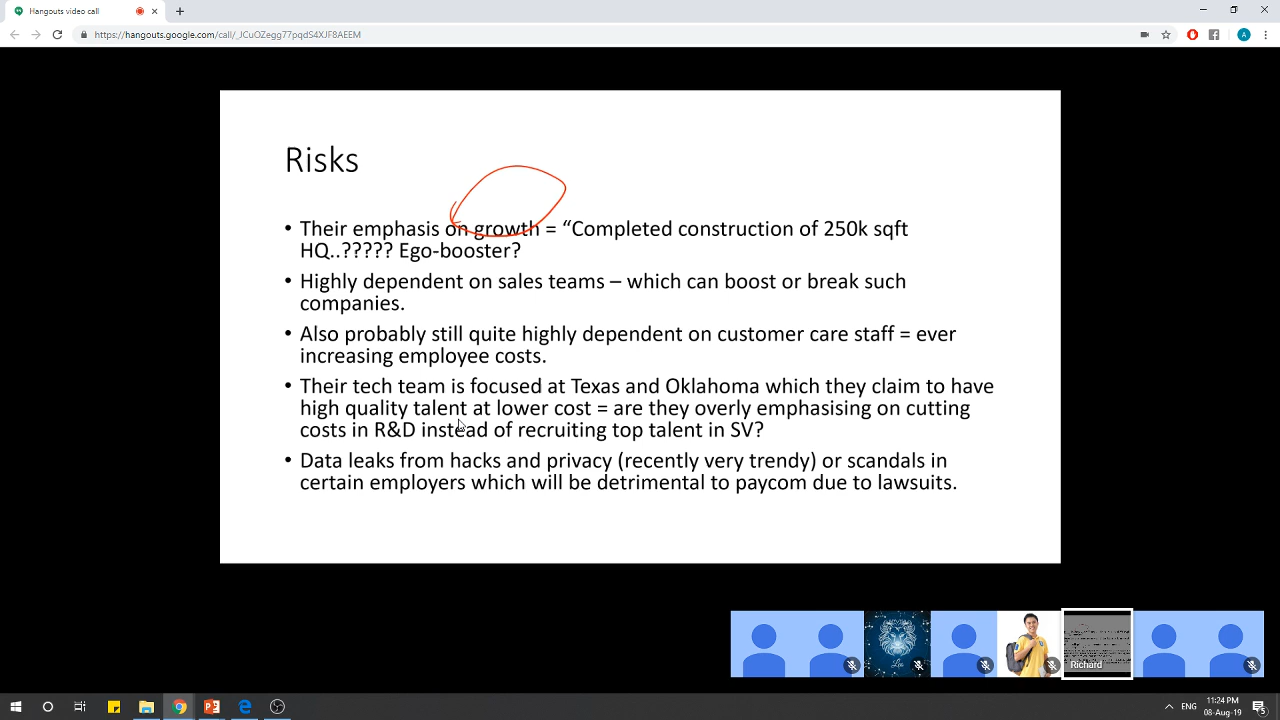 Hangouts video call
https://hangouts.google.com/call/_JCuOZegg77pqdS4XJF8AEEM
A
Risks
• Their emphasis on growth = “Completed construction of 250k sqft
HQ..????? Ego-booster?
• Highly dependent on sales teams – which can boost or break such
companies.
• Also probably still quite highly dependent on customer care staff = ever
increasing employee costs.
• Their tech team is focused at Texas and Oklahoma which they claim to have
high quality talent at lower cost = are they overly emphasising on cutting
costs in R&D instead of recruiting top talent in SV?
• Data leaks from hacks and privacy (recently very trendy) or scandals in
certain employers which will be detrimental to paycom due to lawsuits.
Leo
Richard
ENG
11:24 PM
08-Aug-19
5